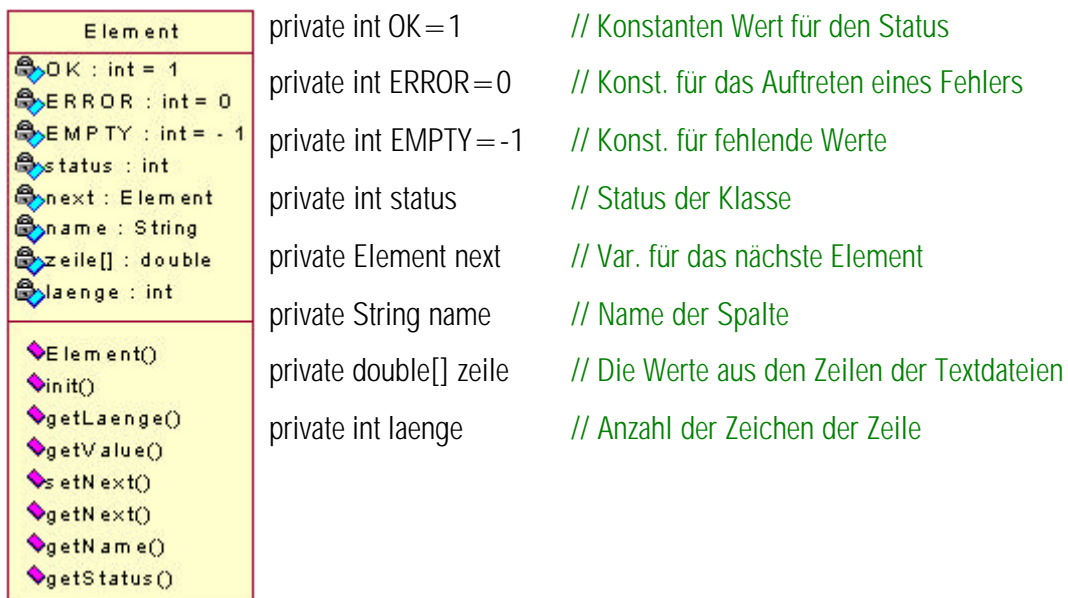 Element
OK : int = 1
ERROR : int = 0
EMPTY : int = - 1
status : int
next : Element
name : String
zeile[] : double
laenge : int
Element()
init()
getLaenge()
getValue()
setNext()
getNext()
getName()
getStatus()
private int OK=1 // Konstanten Wert für den Status
private int ERROR=0 // Konst. für das Auftreten eines Fehlers
private int EMPTY=-1 // Konst. für fehlende Werte
private int status // Status der Klasse
private Element next // Var. für das nächste Element
private String name // Name der Spalte
private double[] zeile // Die Werte aus den Zeilen der Textdateien
private int laenge // Anzahl der Zeichen der Zeile